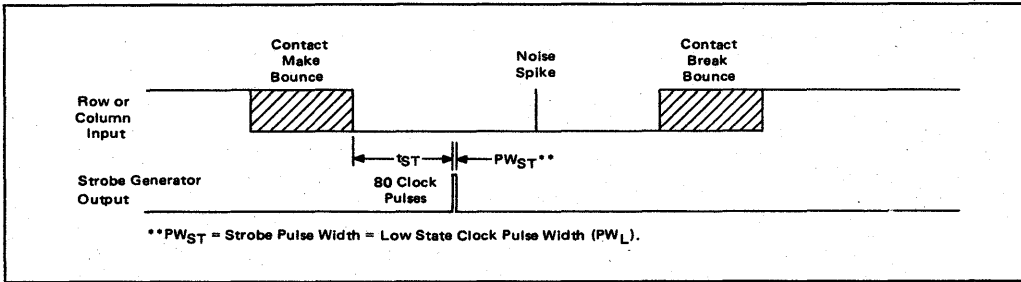 Contact
Make
Bounce
Noise
Spike
Contact
Break
Bounce
Row or
Column
Input
tST
PWST**
Strobe Generator
Output
80 Clock
Pulses
**PWST = Strobe Pulse Width = Low State Clock Pulse Width (PWL).